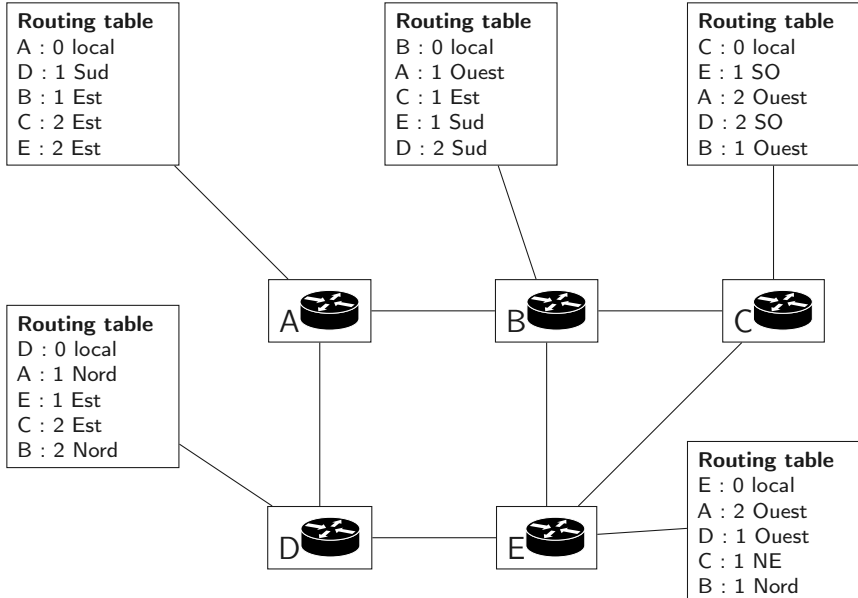 Routing table
A : 0 local
D : 1 Sud
B : 1 Est
C : 2 Est
E : 2 Est
Routing table
B : 0 local
A : 1 Ouest
C : 1 Est
E : 1 Sud
D : 2 Sud
Routing table
C : 0 local
E : 1 SO
A : 2 Ouest
D : 2 SO
B : 1 Ouest
A
B
C
Routing table
D : 0 local
A : 1 Nord
E : 1 Est
C : 2 Est
B : 2 Nord
D
E
Routing table
E : 0 local
A : 2 Ouest
D : 1 Ouest
C : 1 NE
B : 1 Nord